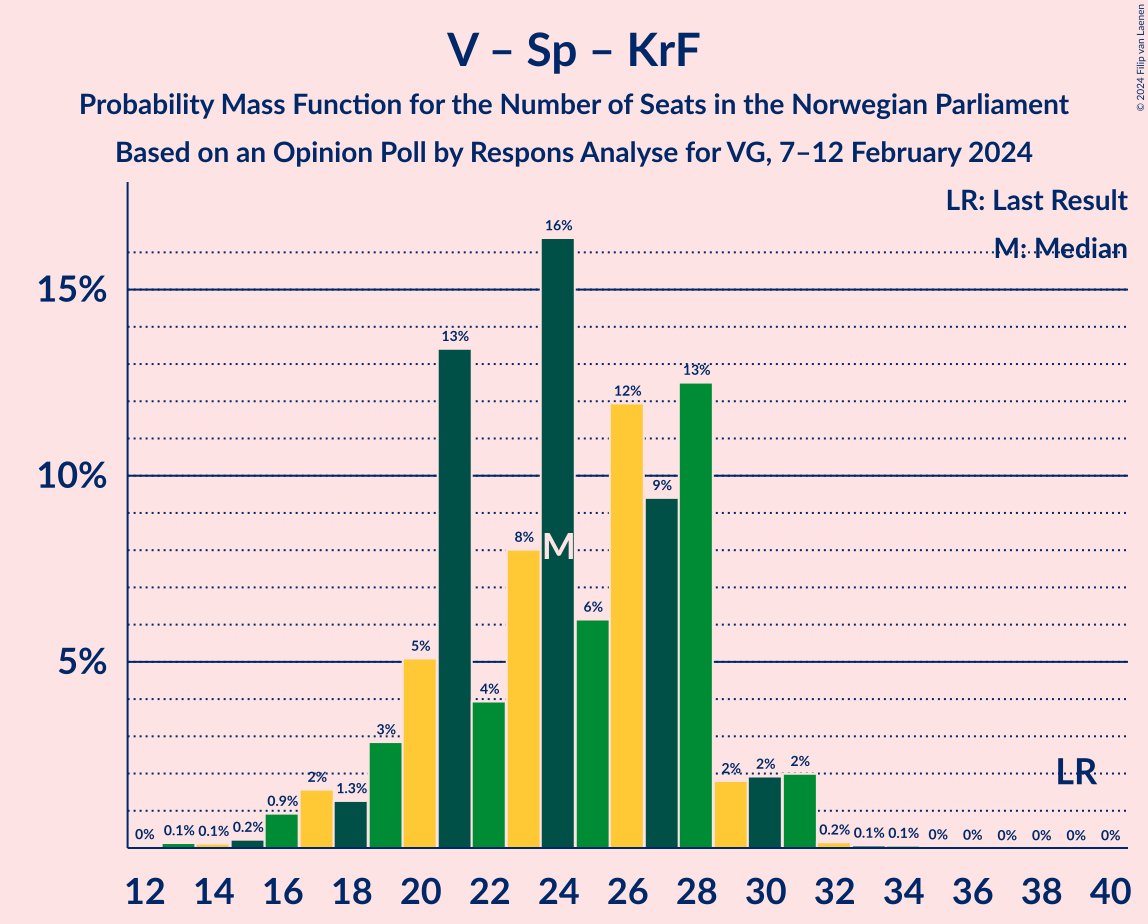 V – Sp – KrF
Probability Mass Function for the Number of Seats in the Norwegian Parliament
Based on an Opinion Poll by Respons Analyse for VG, 7–12 February 2024
© 2024 Filip van Laenen
LR: Last Result
M: Median
15%
10%
5%
0% 0.1% 0.1% 0.2% 0.9% 2% 1.3% 3% 5% 13% 4% 8% 16% 6% 12% 9% 13% 2% 2% 2% 0.2% 0.1% 0.1% 0% 0% 0% 0% 0% 0%
M
LR
12 14 16 18 20 22 24 26 28 30 32 34 36 38 40